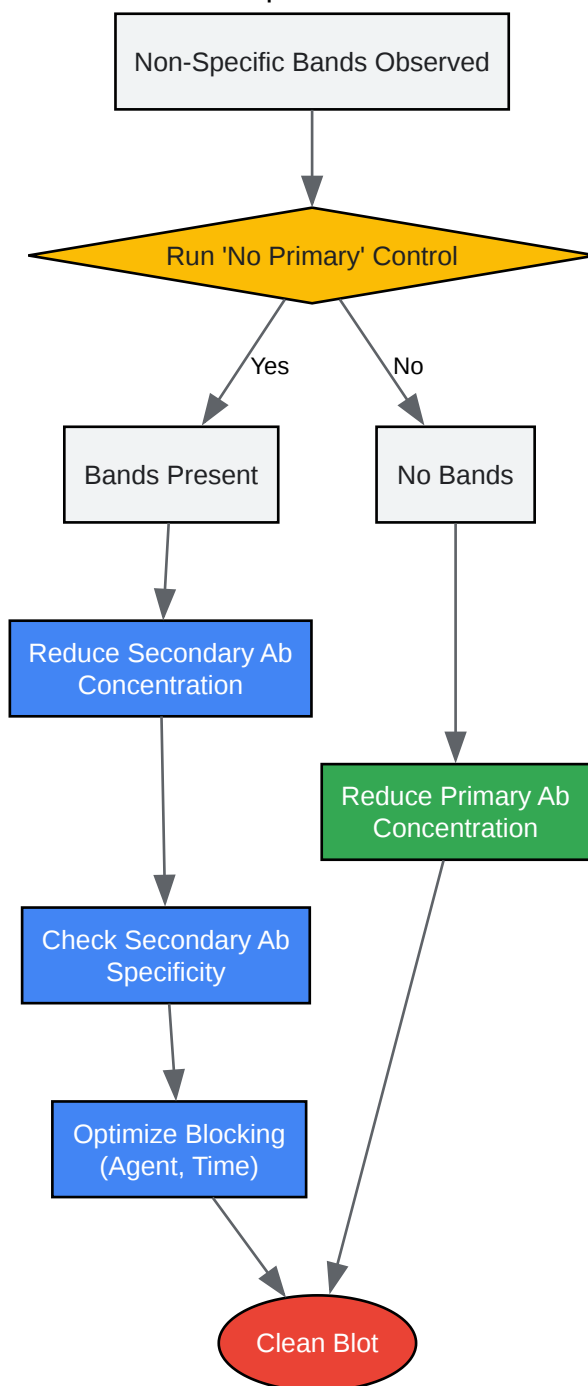 Non-Specific Bands Observed
Run 'No Primary' Control
Yes
No
Bands Present
No Bands
Reduce Secondary Ab
Concentration
Reduce Primary Ab
Concentration
Check Secondary Ab
Specificity
Optimize Blocking
(Agent, Time)
Clean Blot